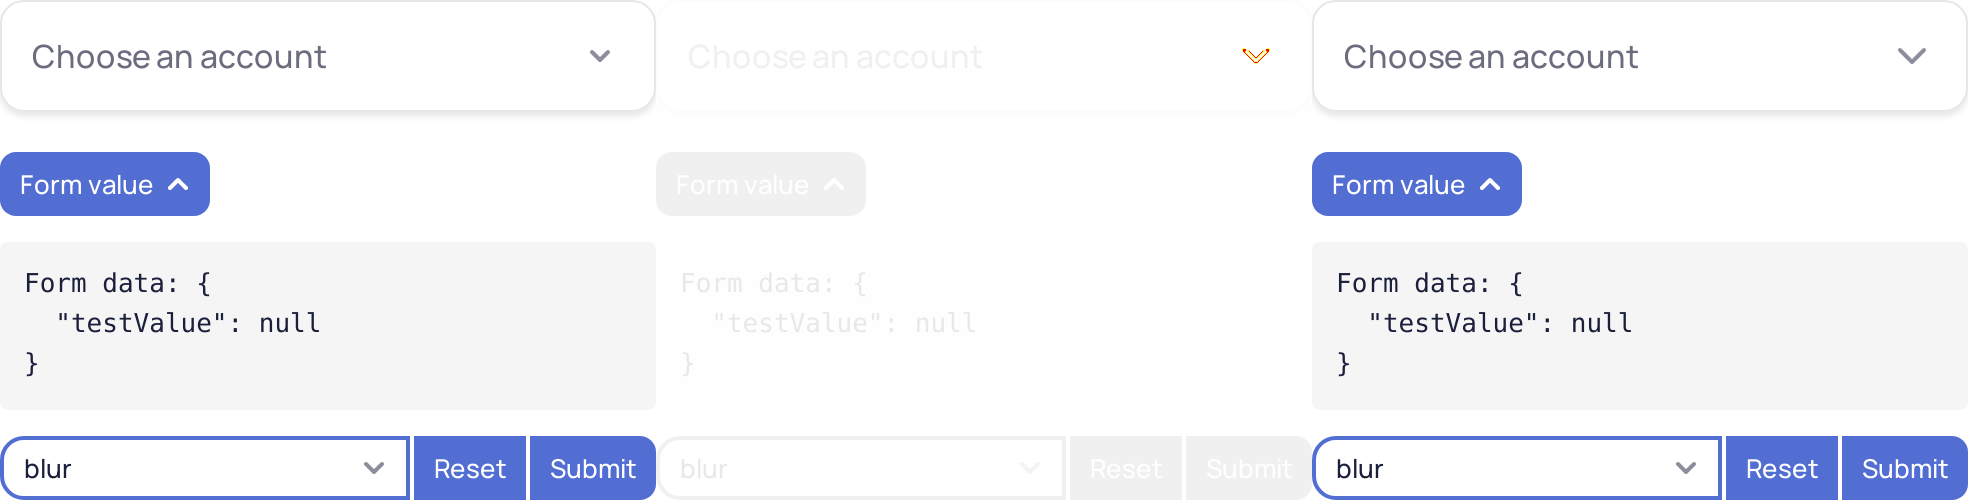 Choose an account Choose an account Choose an account
Form value Form value Form value
Form data: { Form data: { Form data: {
"testValue": null "testValue": null "testValue": null
} } }
blur Reset Submit blur Reset Submit blur Reset Submit